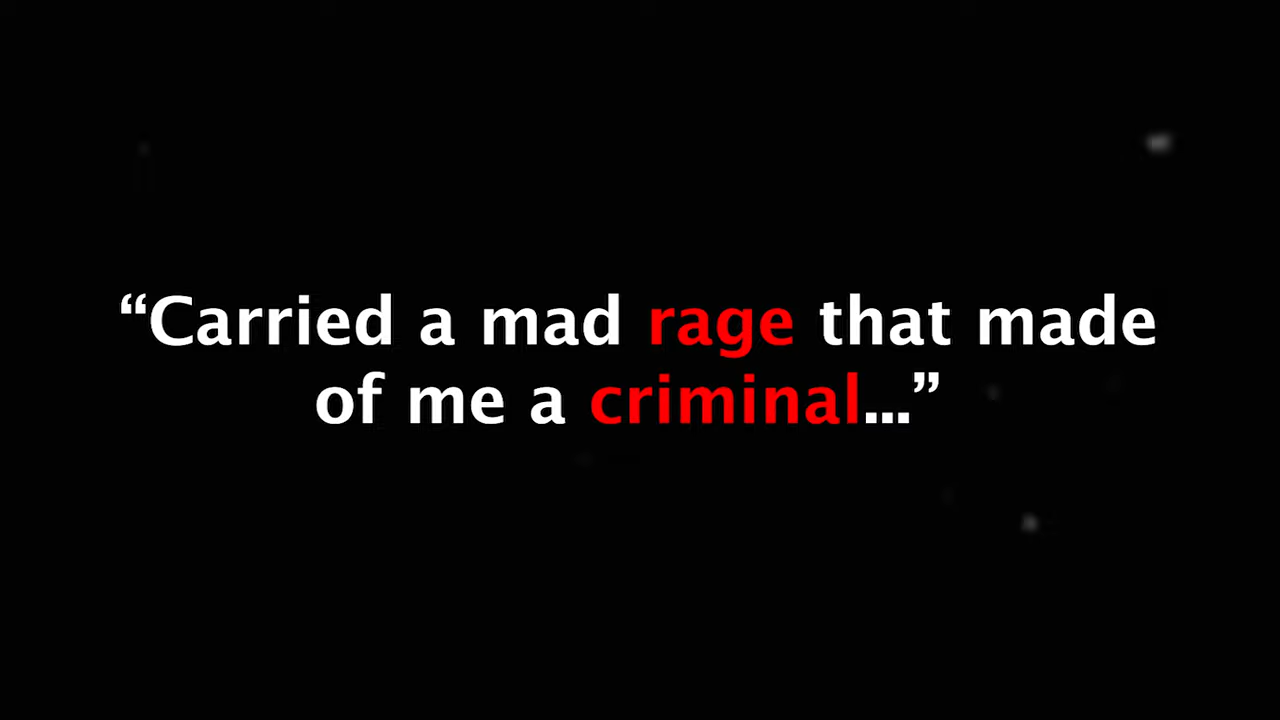 “Carried a mad rage that made
of me a criminal...”